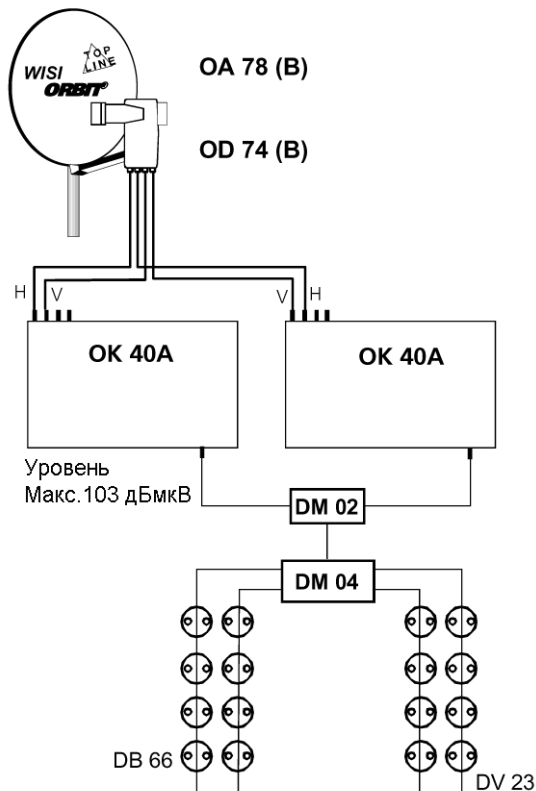 TOP
LINE
WISI
ORBIT®
OA 78 (B)
OD 74 (B)
H V
V H
OK 40A
OK 40A
Уровень
Макс.103 дБмкВ
DM 02
DM 04
DB 66
DV 23